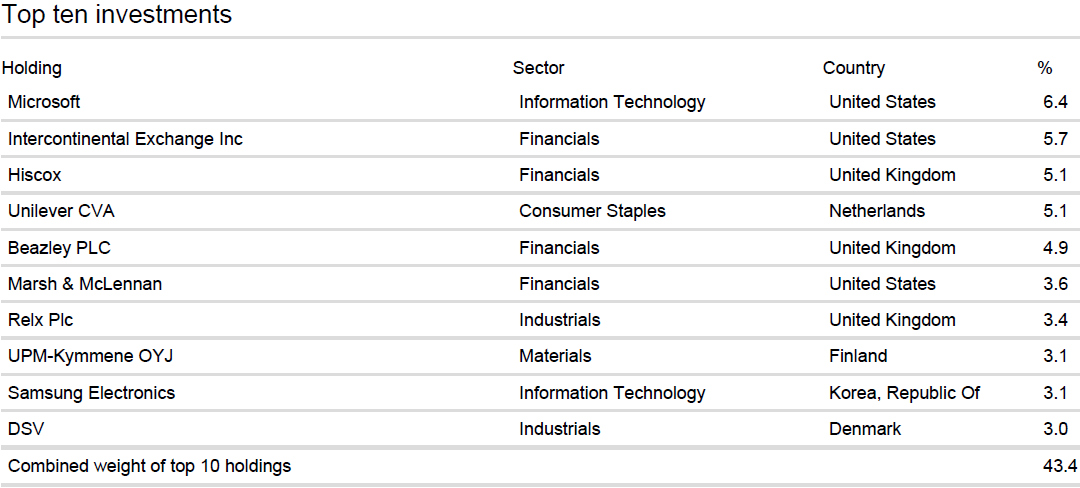 Top ten investments
Holding Sector Country %
Microsoft Information Technology United States 6.4
Intercontinental Exchange Inc Financials United States 5.7
Hiscox Financials United Kingdom 5.1
Unilever CVA Consumer Staples Netherlands 5.1
Beazley PLC Financials United Kingdom 4.9
Marsh & McLennan Financials United States 3.6
Relx Plc Industrials United Kingdom 3.4
UPM-Kymmene OYJ Materials Finland 3.1
Samsung Electronics Information Technology Korea, Republic Of 3.1
DSV Industrials Denmark 3.0
Combined weight of top 10 holdings 43.4